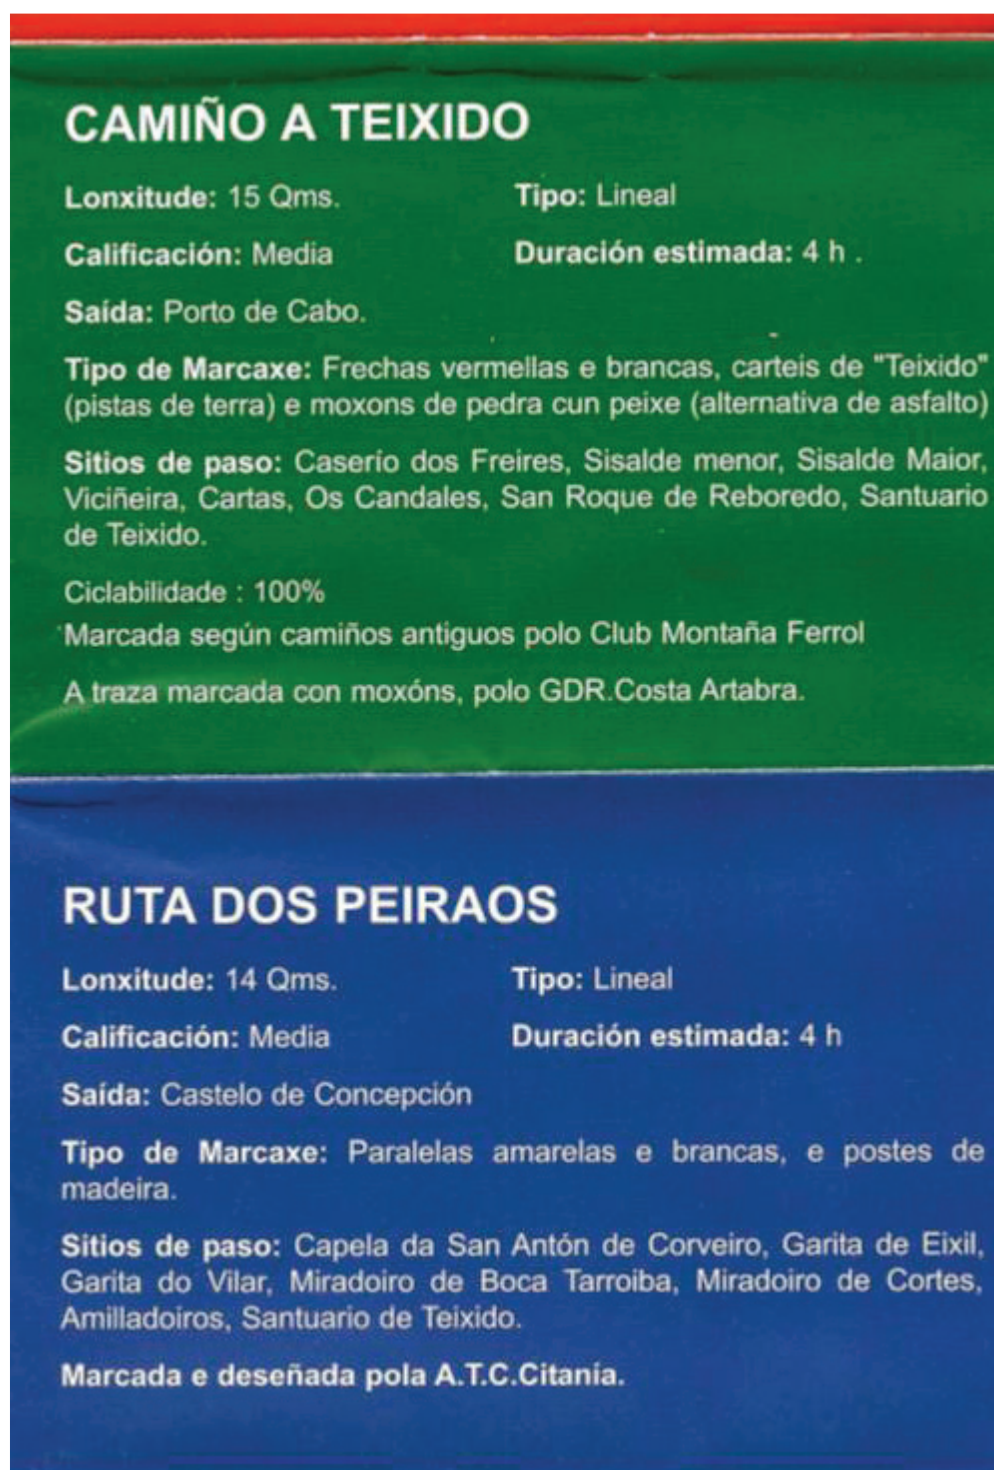 CAMIÑO A TEIXIDO
Lonxitude: 15 Qms. Tipo: Lineal
Calificación: Media Duración estimada: 4 h .
Saída: Porto de Cabo.
Tipo de Marcaxe: Frechas vermellas e brancas, carteis de "Teixido"
(pistas de terra) e moxons de pedra cun peixe (alternativa de asfalto)
Sitios de paso: Caserío dos Freires, Sisalde menor, Sisalde Maior,
Viciñeira, Cartas, Os Candales, San Roque de Reboredo, Santuario
de Teixido.
Ciclabilidade : 100%
Marcada según camiños antiguos polo Club Montaña Ferrol
A traza marcada con moxóns, polo GDR.Costa Artabra.
RUTA DOS PEIRAOS
Lonxitude: 14 Qms. Tipo: Lineal
Calificación: Media Duración estimada: 4 h
Saída: Castelo de Concepción
Tipo de Marcaxe: Paralelas amarelas e brancas, e postes de
madeira.
Sitios de paso: Capela da San Antón de Corveiro, Garita de Eixil,
Garita do Vilar, Miradoiro de Boca Tarroiba, Miradoiro de Cortes,
Amilladoiros, Santuario de Teixido.
Marcada e deseñada pola A.T.C.Citanía.